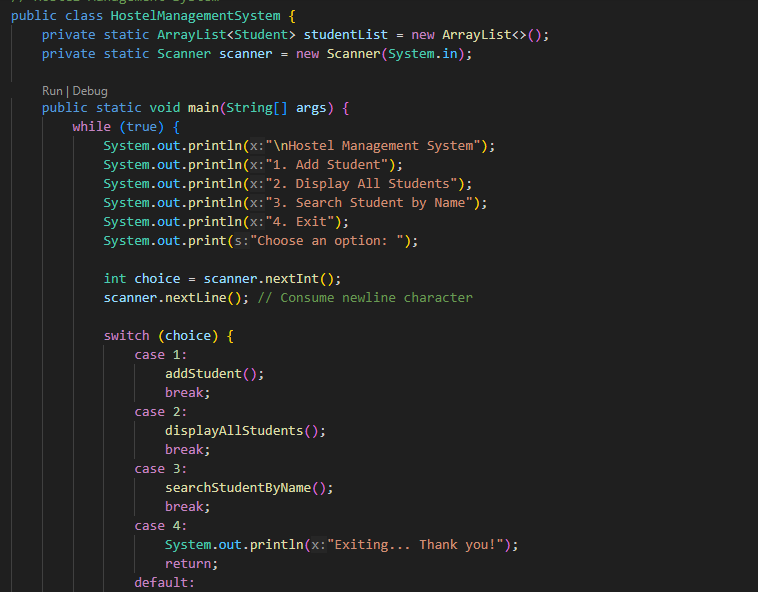 // Hostel Management System
public class HostelManagementSystem {
    private static ArrayList<Student> studentList = new ArrayList<>();
    private static Scanner scanner = new Scanner(System.in);
    Run | Debug
    public static void main(String[] args) {
        while (true) {
            System.out.println(x:"\nHostel Management System");
            System.out.println(x:"1. Add Student");
            System.out.println(x:"2. Display All Students");
            System.out.println(x:"3. Search Student by Name");
            System.out.println(x:"4. Exit");
            System.out.print(s:"Choose an option: ");
            int choice = scanner.nextInt();
            scanner.nextLine(); // Consume newline character
            switch (choice) {
                case 1:
                    addStudent();
                    break;
                case 2:
                    displayAllStudents();
                    break;
                case 3:
                    searchStudentByName();
                    break;
                case 4:
                    System.out.println(x:"Exiting... Thank you!");
                    return;
                default: